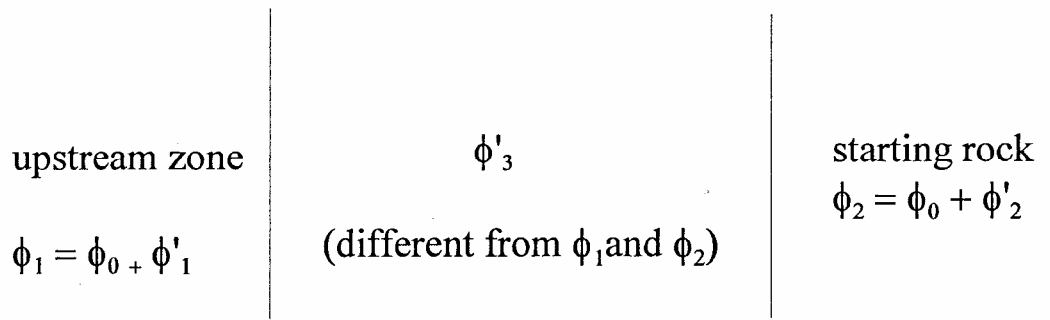 upstream zone
ϕ₁ = ϕ₀ ₊ ϕ'₁
ϕ'₃
(different from ϕ₁and ϕ₂)
starting rock
ϕ₂ = ϕ₀ + ϕ'₂